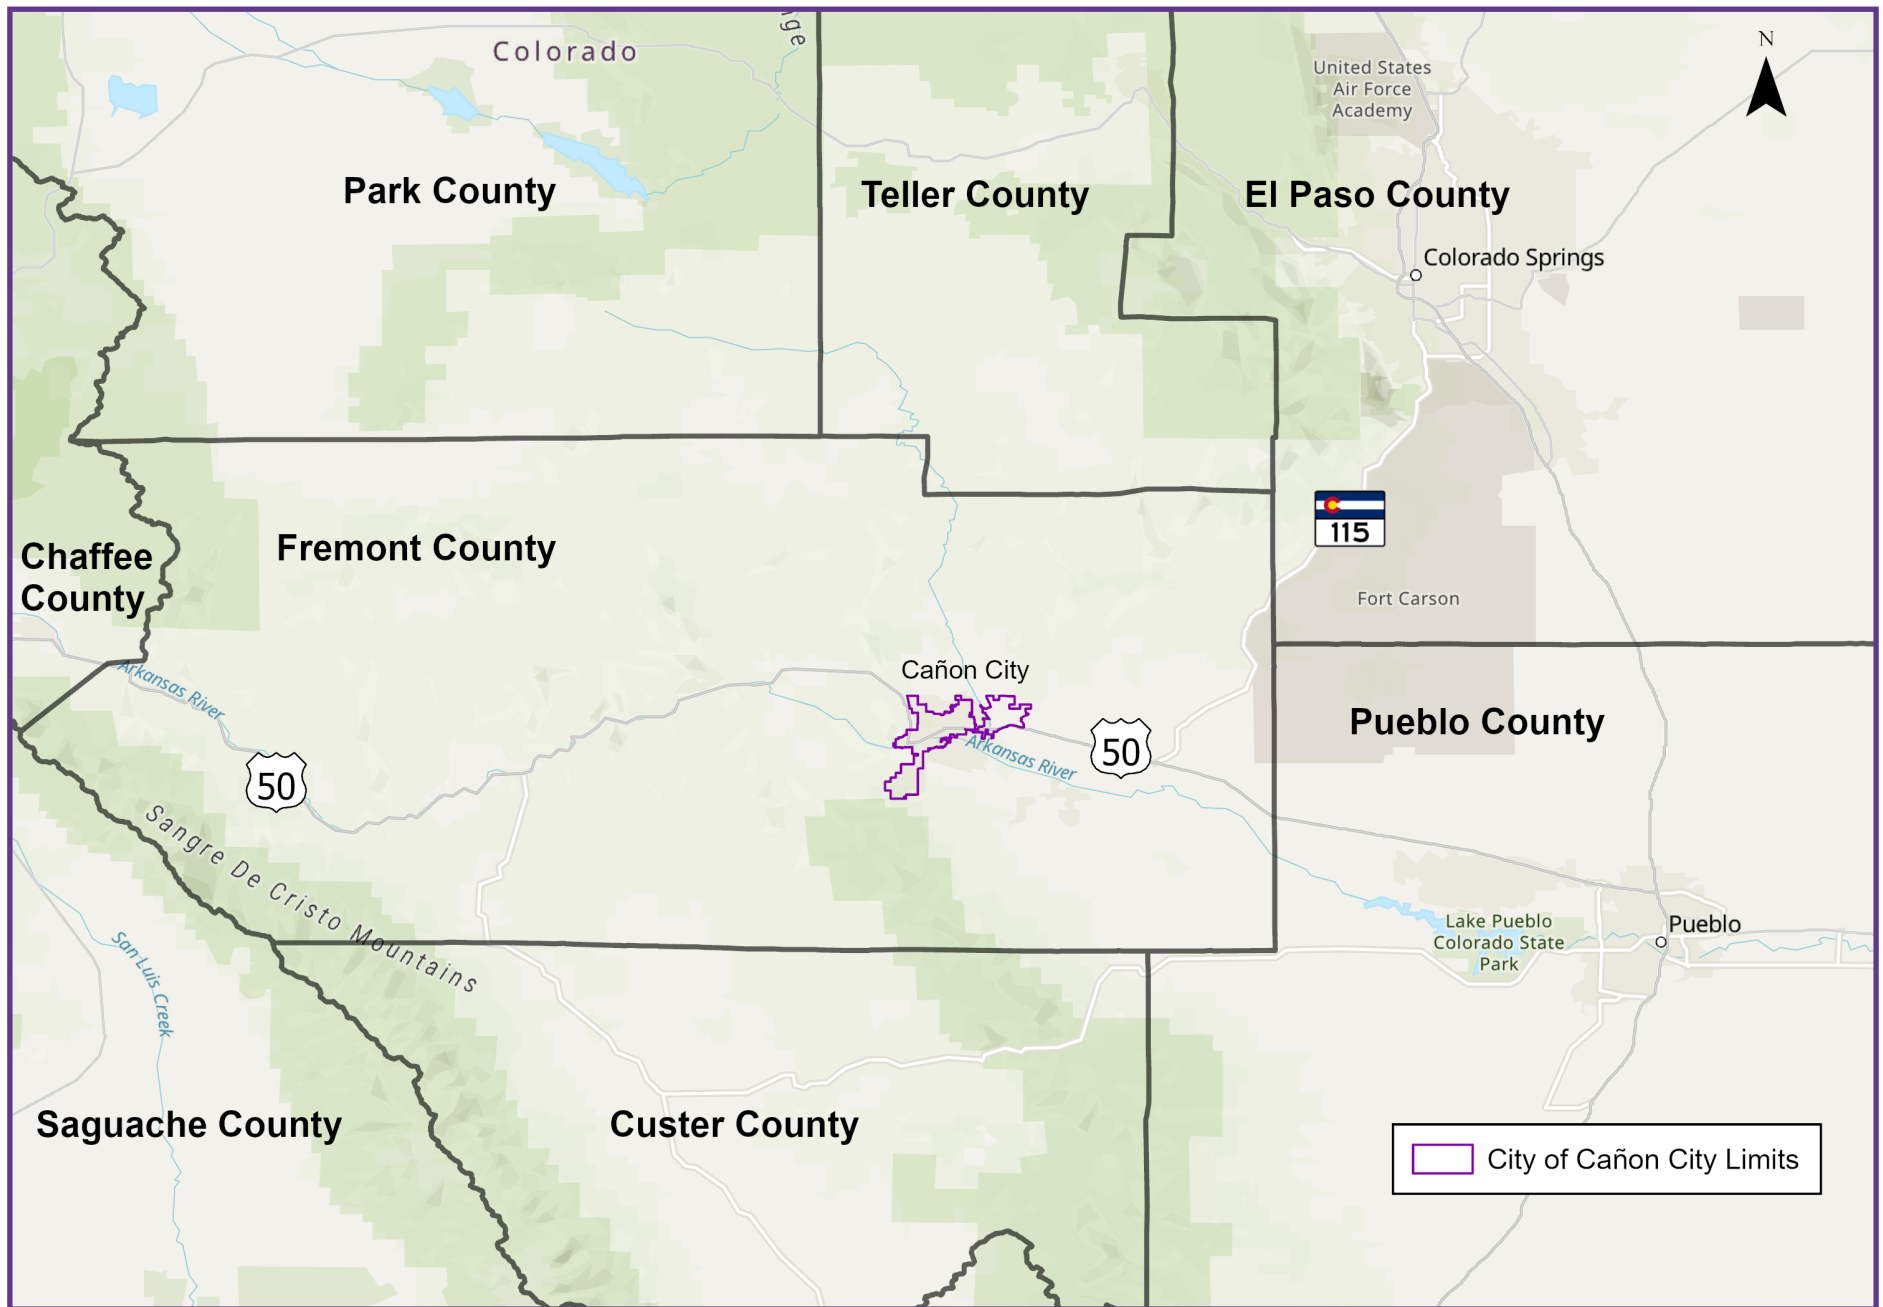 Colorado
nge
N
United States
Air Force
Academy
Park County
Teller County
El Paso County
Colorado Springs
115
Chaffee
County
Fremont County
Fort Carson
Arkansas River
Cañon City
Arkansas River
50
Pueblo County
50
Sangre De Cristo Mountains
San Luis Creek
Lake Pueblo
Colorado State
Park
Pueblo
Saguache County
Custer County
City of Cañon City Limits